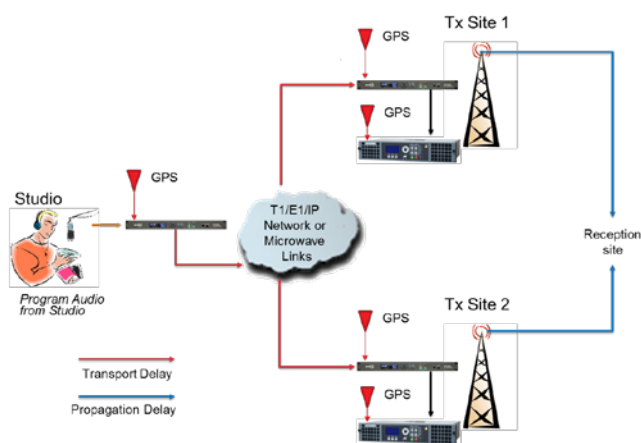 Tx Site 1
GPS
GPS
GPS
Studio
T1/E1/IP
Network or
Microwave
Links
Program Audio
from Studio
Reception
site
Tx Site 2
GPS
GPS
Transport Delay
Propagation Delay